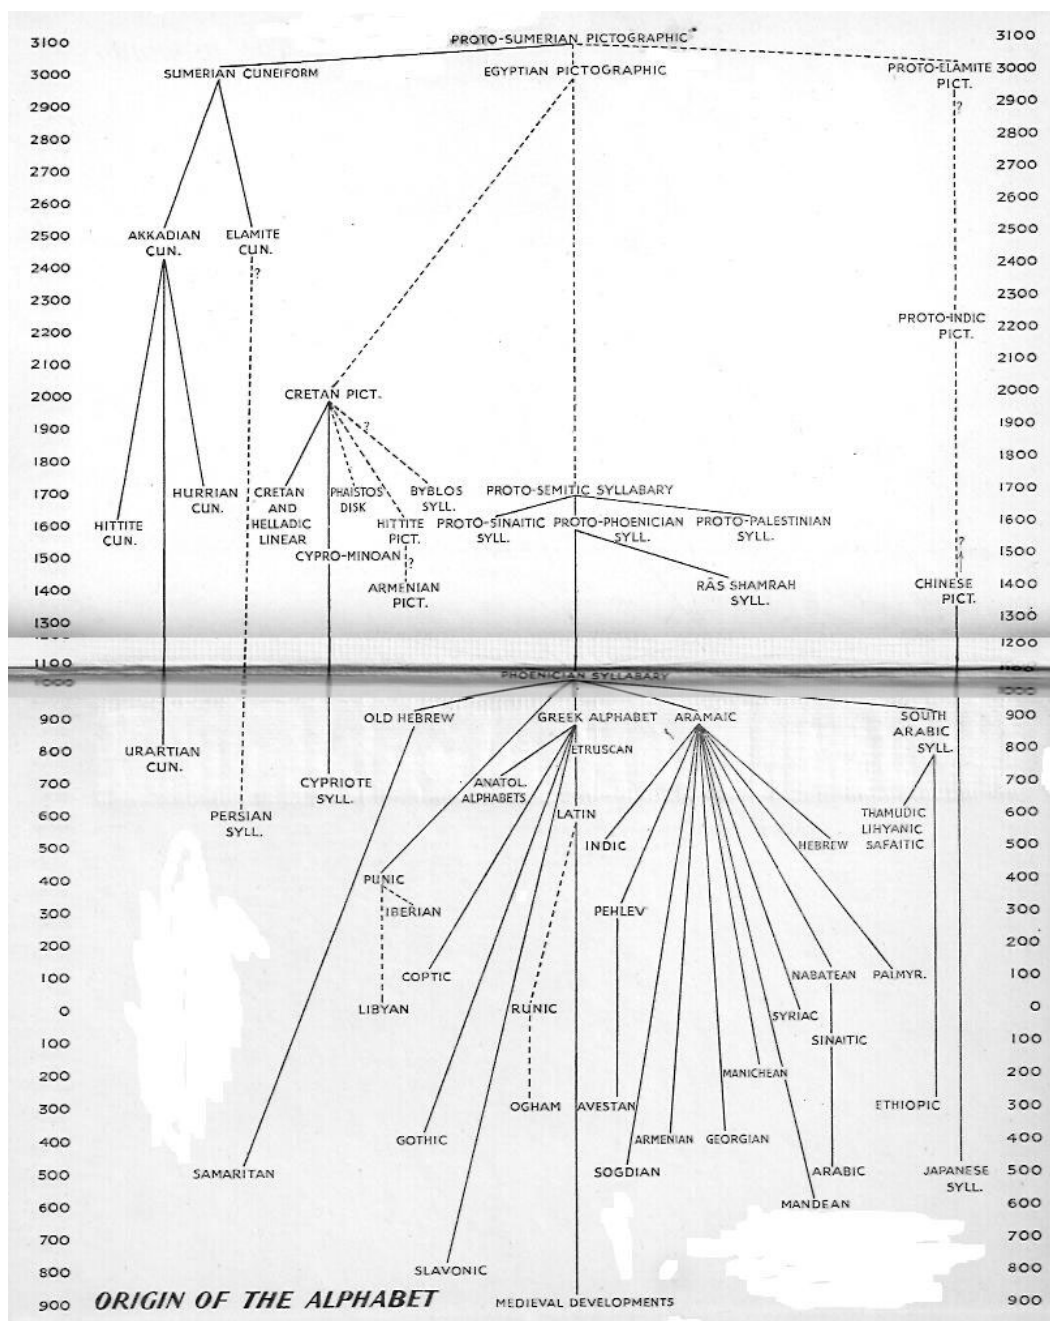 3100
PROTO-SUMERIAN PICTOGRAPHIC
3100
3000
SUMERIAN CUNEIFORM
EGYPTIAN PICTOGRAPHIC
PROTO-ELAMITE
PICT.
3000
2900
?
2900
2800
2800
2700
2700
2600
2600
2500
AKKADIAN
CUN.
ELAMITE
CUN.
2500
2400
?
2400
2300
2300
2200
PROTO-INDIC
PICT.
2200
2100
2100
2000
CRETAN PICT.
2000
1900
?
1900
1800
1800
1700
HURRIAN
CUN.
CRETAN
AND
HELLADIC
LINEAR
PHAISTOS
DISK
BYBLOS
SYLL.
PROTO-SEMITIC SYLLABARY
1700
1600
HITTITE
CUN.
HITTITE
PICT.
PROTO-SINAITIC
SYLL.
PROTO-PHOENICIAN
SYLL.
PROTO-PALESTINIAN
SYLL.
1600
1500
CYPRO-MINOAN
?
?
1500
1400
ARMENIAN
PICT.
RÂS SHAMRAH
SYLL.
CHINESE
PICT.
1400
1300
1300
1200
1200
1100
1100
1000
PHOENICIAN SYLLABARY
1000
900
OLD HEBREW
GREEK ALPHABET
ARAMAIC
SOUTH
ARABIC
SYLL.
900
800
URARTIAN
CUN.
ETRUSCAN
800
700
CYPRIOTE
SYLL.
ANATOL.
ALPHABETS
700
600
PERSIAN
SYLL.
LATIN
THAMUDIC
LIHYANIC
SAFAITIC
600
500
INDIC
HEBREW
500
400
PUNIC
400
300
IBERIAN
PEHLEV
300
200
200
100
COPTIC
NABATEAN
PALMYR.
100
0
LIBYAN
RUNIC
SYRIAC
0
100
SINAITIC
100
200
MANICHEAN
200
300
OGHAM
AVESTAN
ETHIOPIC
300
400
GOTHIC
ARMENIAN
GEORGIAN
400
500
SAMARITAN
SOGDIAN
ARABIC
JAPANESE
SYLL.
500
600
MANDEAN
600
700
700
800
SLAVONIC
800
900
ORIGIN OF THE ALPHABET
MEDIEVAL DEVELOPMENTS
900